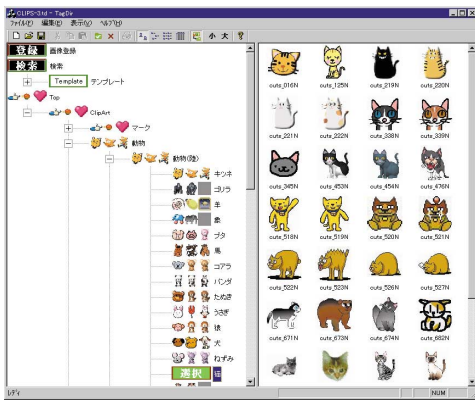 CLIPS-3.td - TagDir
ファイル(F) 編集(E) 表示(V) ヘルプ(H)
小 大 ?
登録 画像登録
検索 検索
Template テンプレート
Top
ClipArt
マーク
動物
動物(陸)
キツネ
ゴリラ
羊
象
ブタ
馬
コアラ
パンダ
たぬき
うさぎ
猿
犬
ねずみ
選択 猫
cuts_016N cuts_125N cuts_219N cuts_220N
cuts_221N cuts_222N cuts_338N cuts_339N
cuts_345N cuts_453N cuts_454N cuts_476N
cuts_518N cuts_519N cuts_520N cuts_521N
cuts_522N cuts_523N cuts_526N cuts_527N
cuts_671N cuts_673N cuts_674N cuts_682N
レディ NUM